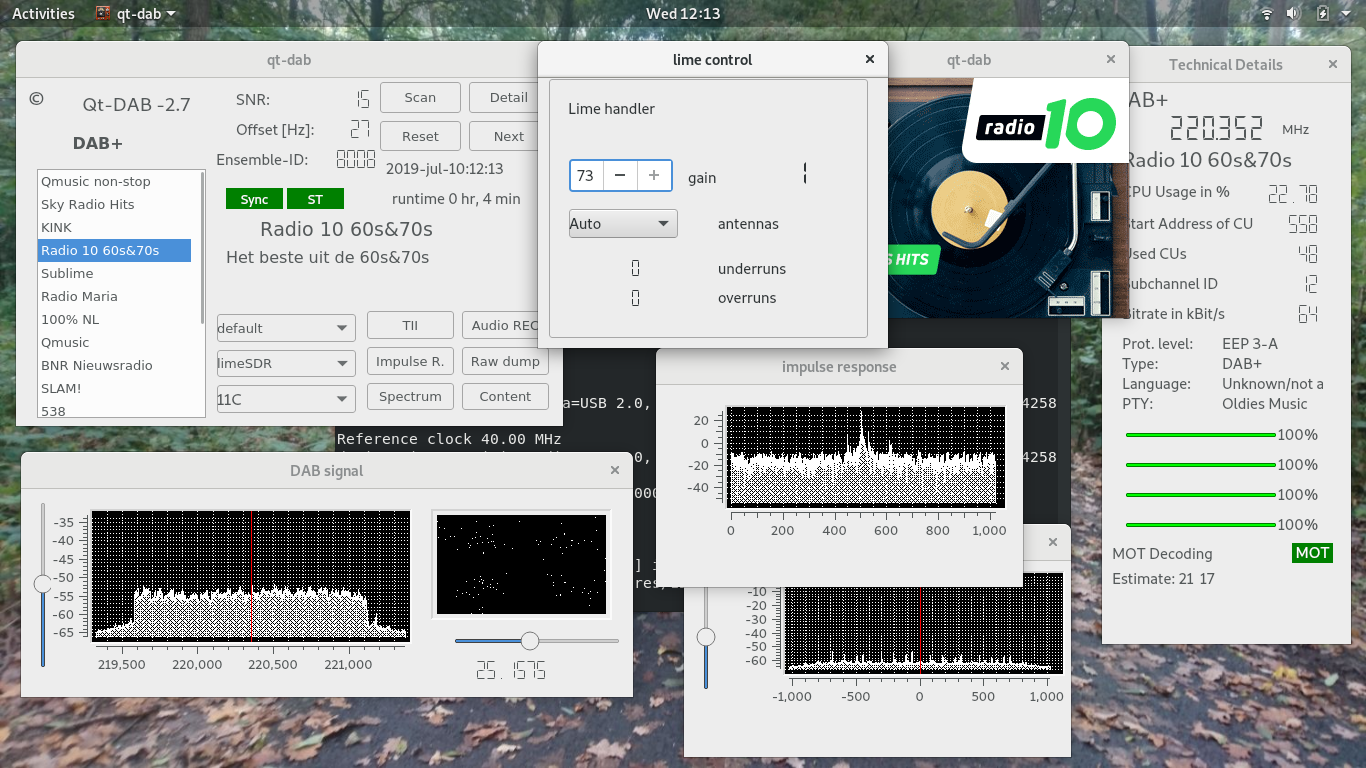 Activities qt-dab Wed 12:13
qt-dab
© Qt-DAB -2.7
DAB+
SNR: 15
Offset [Hz]: 27
Ensemble-ID: 0008
Scan Detail
Reset Next
2019-jul-10:12:12:13
Sync ST
runtime 0 hr, 4 min
Radio 10 60s&70s
Het beste uit de 60s&70s
Qmusic non-stop
Sky Radio Hits
KINK
Radio 10 60s&70s
Sublime
Radio Maria
100% NL
Qmusic
BNR Nieuwsradio
SLAM!
538
default TII Audio REC
limeSDR Impulse R. Raw dump
11C Spectrum Content
lime control
Lime handler
73 gain 1
Auto antennas
0 underruns
0 overruns
qt-dab
radio 10
S HITS
Technical Details
AB+
220.352 MHz
Radio 10 60s&70s
CPU Usage in % 22.70
Start Address of CU 558
Used CUs 48
Subchannel ID 12
Bitrate in kBit/s 64
Prot. level: EEP 3-A
Type: DAB+
Language: Unknown/not a
PTY: Oldies Music
100%
100%
100%
100%
MOT Decoding MOT
Estimate: 21 17
a=USB 2.0, 4258
Reference clock 40.00 MHz
0, 4258
000
] i
res/
DAB signal
-35
-40
-45
-50
-55
-60
-65
219,500 220,000 220,500 221,000
25.1675
impulse response
20
0
-20
-40
0 200 400 600 800 1,000
-10
-20
-30
-40
-50
-60
-1,000 -500 0 500 1,000